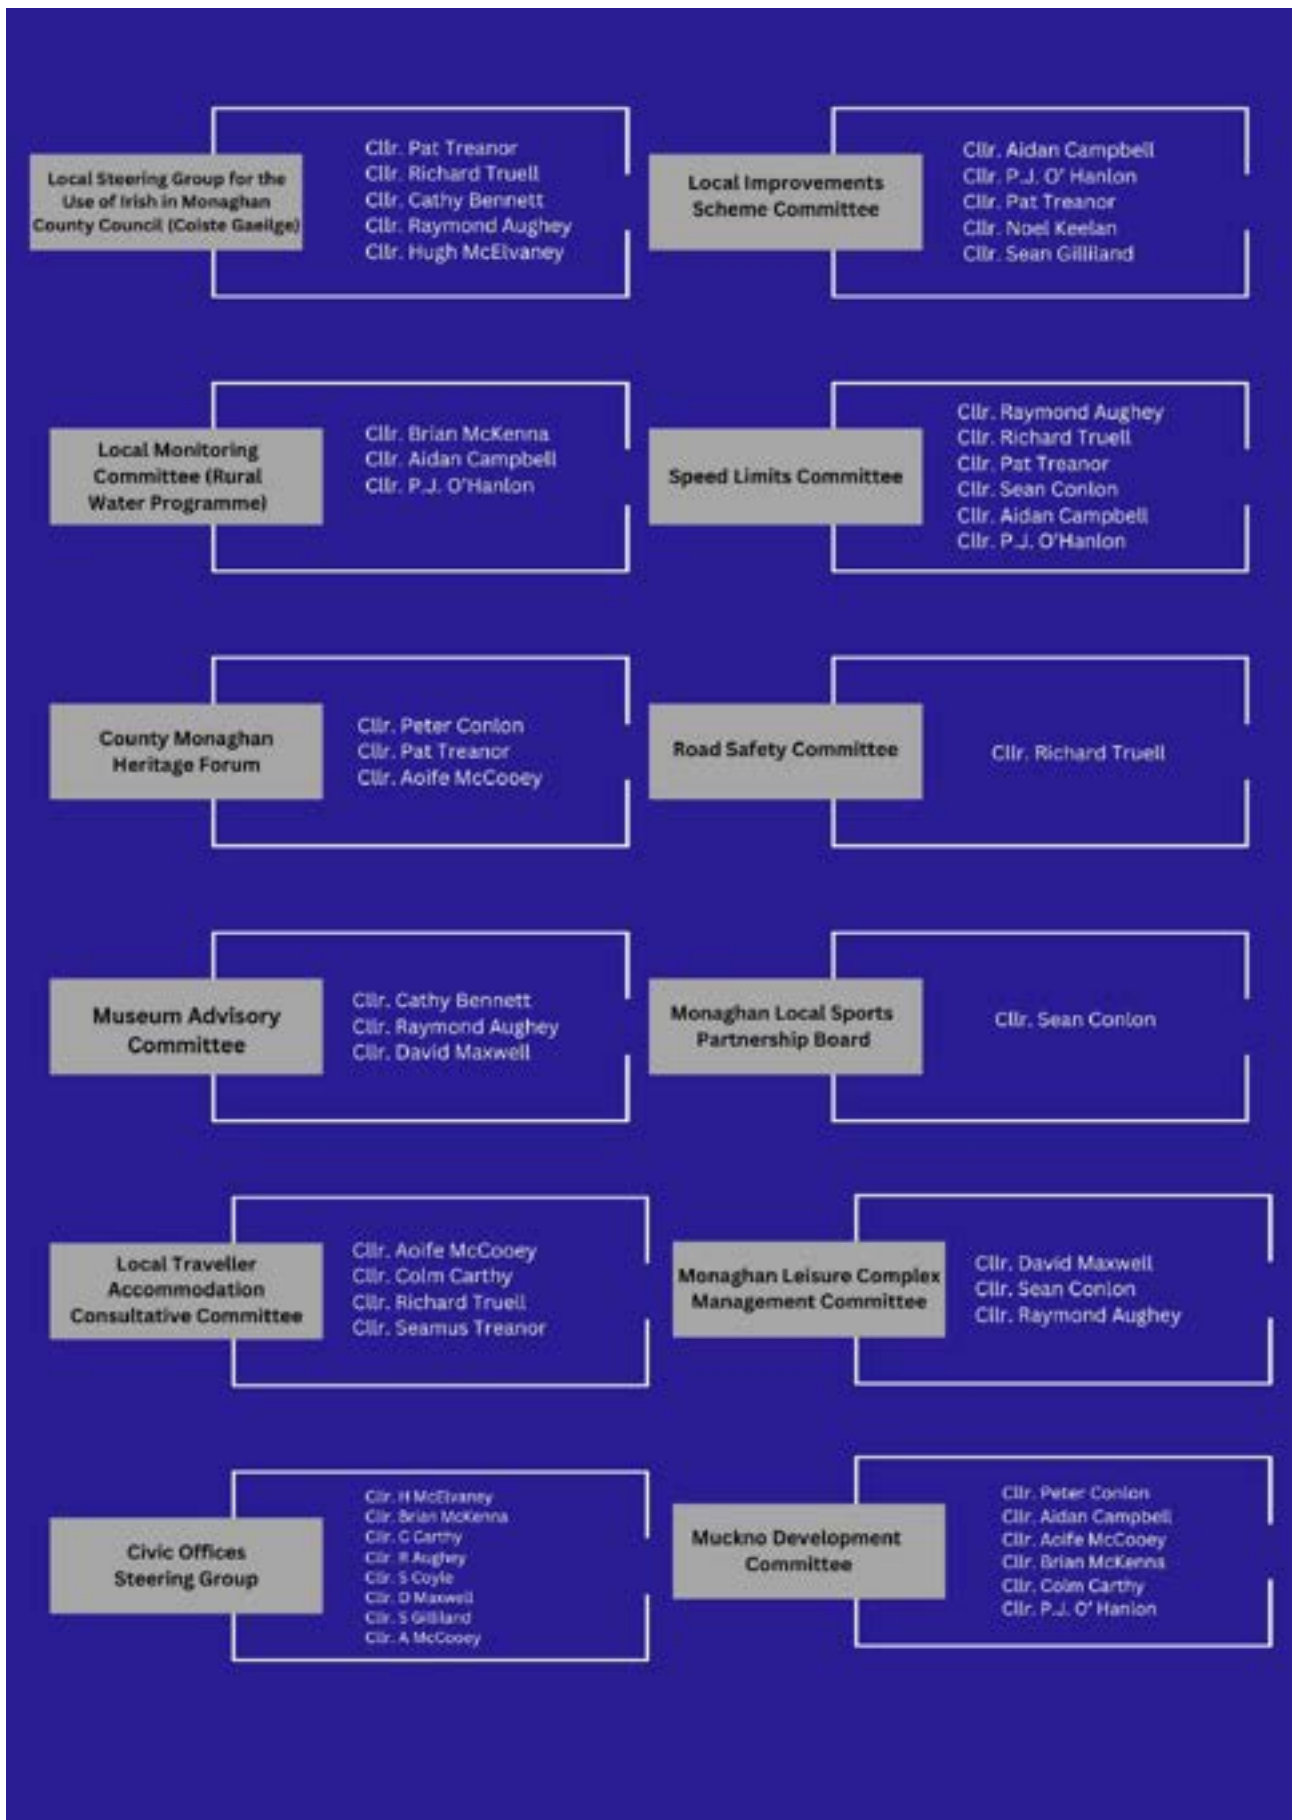 Local Steering Group for the
Use of Irish in Monaghan
County Council (Coiste Gaeilge)
Cllr. Pat Treanor
Cllr. Richard Truell
Cllr. Cathy Bennett
Cllr. Raymond Aughey
Cllr. Hugh McElvaney
Local Improvements
Scheme Committee
Cllr. Aidan Campbell
Cllr. P.J. O' Hanlon
Cllr. Pat Treanor
Cllr. Noel Keelan
Cllr. Sean Gilliland
Local Monitoring
Committee (Rural
Water Programme)
Cllr. Brian McKenna
Cllr. Aidan Campbell
Cllr. P.J. O'Hanlon
Speed Limits Committee
Cllr. Raymond Aughey
Cllr. Richard Truell
Cllr. Pat Treanor
Cllr. Sean Conlon
Cllr. Aidan Campbell
Cllr. P.J. O'Hanlon
County Monaghan
Heritage Forum
Cllr. Peter Conlon
Cllr. Pat Treanor
Cllr. Aoife McCooey
Road Safety Committee
Cllr. Richard Truell
Museum Advisory
Committee
Cllr. Cathy Bennett
Cllr. Raymond Aughey
Cllr. David Maxwell
Monaghan Local Sports
Partnership Board
Cllr. Sean Conlon
Local Traveller
Accommodation
Consultative Committee
Cllr. Aoife McCooey
Cllr. Colm Carthy
Cllr. Richard Truell
Cllr. Seamus Treanor
Monaghan Leisure Complex
Management Committee
Cllr. David Maxwell
Cllr. Sean Conlon
Cllr. Raymond Aughey
Civic Offices
Steering Group
Cllr. H McElvaney
Cllr. Brian McKenna
Cllr. C Carthy
Cllr. R Aughey
Cllr. S Coyle
Cllr. D Maxwell
Cllr. S Gilliland
Cllr. A McCooey
Muckno Development
Committee
Cllr. Peter Conlon
Cllr. Aidan Campbell
Cllr. Aoife McCooey
Cllr. Brian McKenna
Cllr. Colm Carthy
Cllr. P.J. O' Hanlon